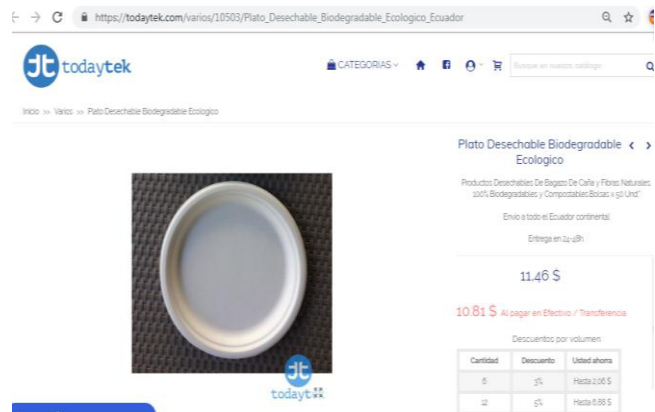 https://todaytek.com/varios/10503/Plato_Desechable_Biodegradable_Ecologico_Ecuador
todaytek
CATEGORIAS
Busque en nuestro catálogo
Inicio >> Varios >> Plato Desechable Biodegradable Ecologico
Plato Desechable Biodegradable
Ecologico
Productos Desechables De Bagazo De Caña y Fibras Naturales
100% Biodegradables y Compostables Bolsas x 50 Und."
Envio a todo el Ecuador continental
Entrega en 24-48h
11.46 $
10.81 $ Al pagar en Efectivo / Transferencia
Descuentos por volumen
Cantidad Descuento Usted ahorra
6 3% Hasta 2.06 $
12 5% Hasta 6.88 $
todayt